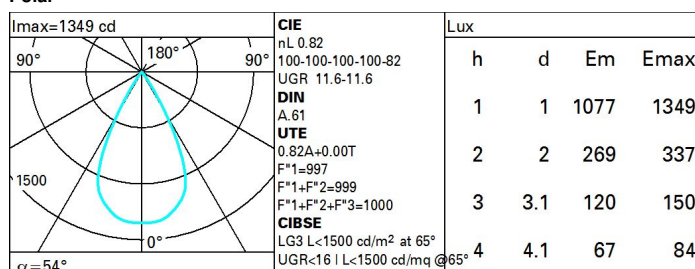 Imax=1349 cd
90° 180° 90°
1500
0°
α=54°
CIE
nL 0.82
100-100-100-100-82
UGR 11.6-11.6
DIN
A.61
UTE
0.82A+0.00T
F"1=997
F"1+F"2=999
F"1+F"2+F"3=1000
CIBSE
LG3 L<1500 cd/m² at 65°
UGR<16 | L<1500 cd/mq @65°
Lux
h d Em Emax
1 1 1077 1349
2 2 269 337
3 3.1 120 150
4 4.1 67 84